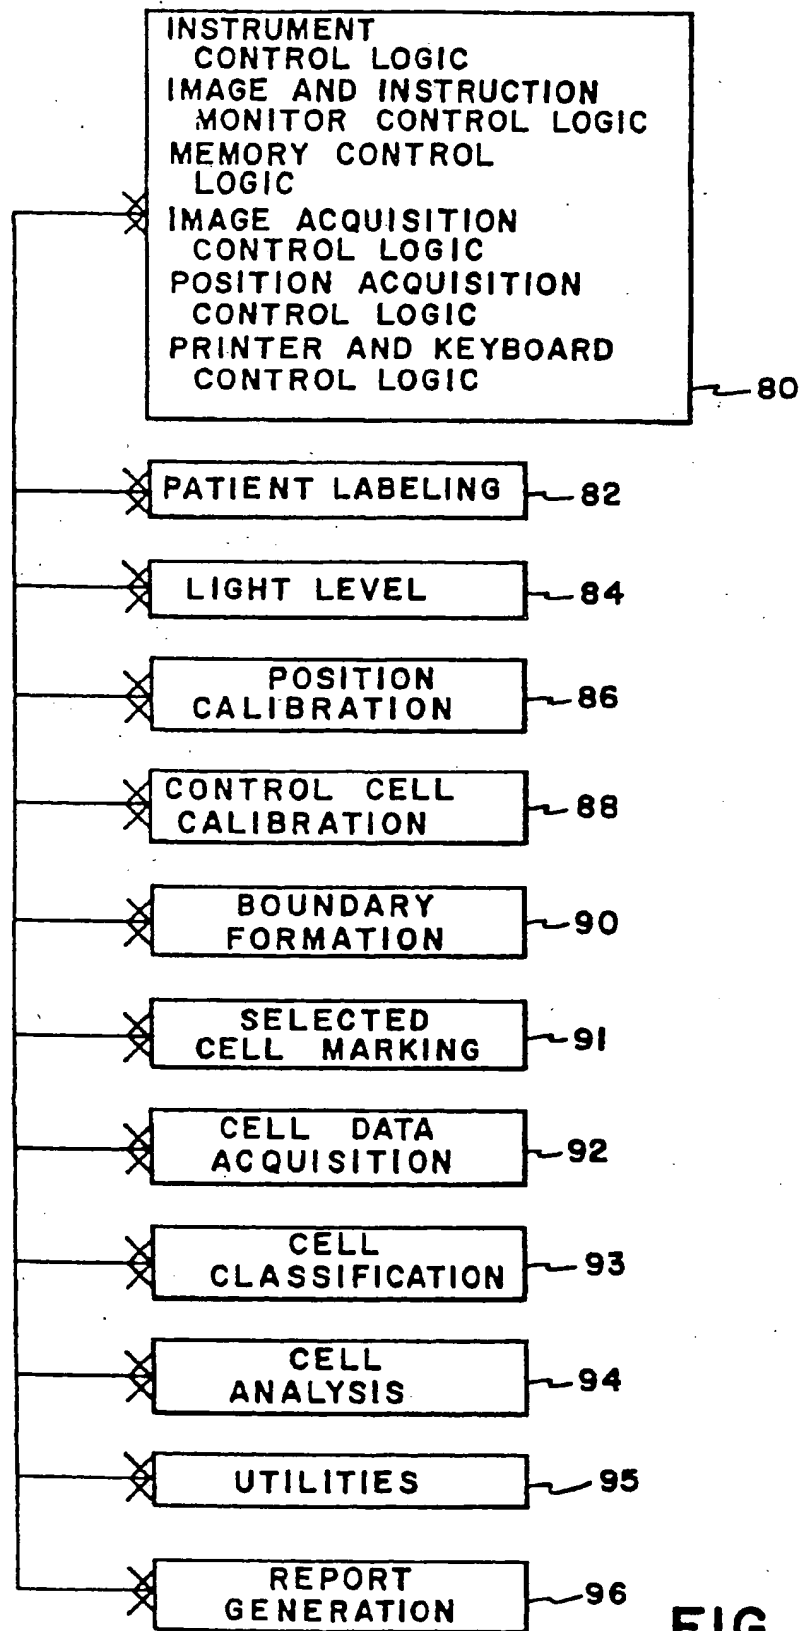 INSTRUMENT
CONTROL LOGIC
IMAGE AND INSTRUCTION
MONITOR CONTROL LOGIC
MEMORY CONTROL
LOGIC
IMAGE ACQUISITION
CONTROL LOGIC
POSITION ACQUISITION
CONTROL LOGIC
PRINTER AND KEYBOARD
CONTROL LOGIC
80
PATIENT LABELING 82
LIGHT LEVEL 84
POSITION
CALIBRATION 86
CONTROL CELL
CALIBRATION 88
BOUNDARY
FORMATION 90
SELECTED
CELL MARKING 91
CELL DATA
ACQUISITION 92
CELL
CLASSIFICATION 93
CELL
ANALYSIS 94
UTILITIES 95
REPORT
GENERATION 96
FIG